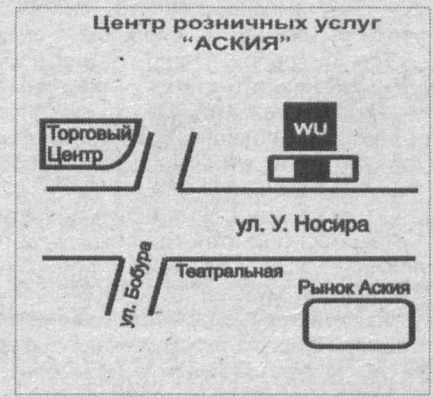 Центр розничных услуг
“АСКИЯ”
Торговый
Центр
WU
ул. У. Носира
ул. Бобура
Театральная
Рынок Аския